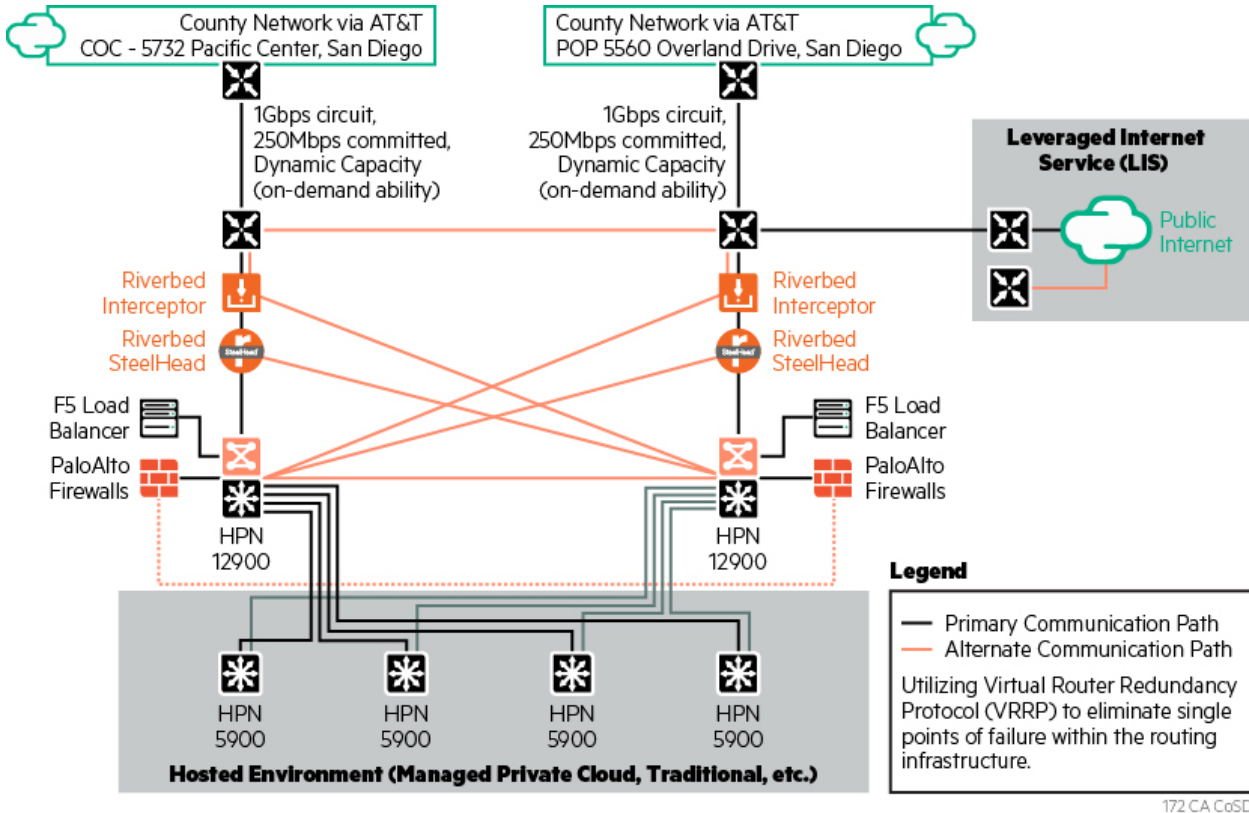 County Network via AT&T
COC - 5732 Pacific Center, San Diego
County Network via AT&T
POP 5560 Overland Drive, San Diego
1Gbps circuit,
250Mbps committed,
Dynamic Capacity
(on-demand ability)
1Gbps circuit,
250Mbps committed,
Dynamic Capacity
(on-demand ability)
Leveraged Internet
Service (LIS)
Public
Internet
Riverbed
Interceptor
Riverbed
Interceptor
Riverbed
SteelHead
SteelHead
SteelHead
Riverbed
SteelHead
F5 Load
Balancer
F5 Load
Balancer
PaloAlto
Firewalls
PaloAlto
Firewalls
HPN
12900
HPN
12900
HPN
5900
HPN
5900
HPN
5900
HPN
5900
Hosted Environment (Managed Private Cloud, Traditional, etc.)
Legend
Primary Communication Path
Alternate Communication Path
Utilizing Virtual Router Redundancy
Protocol (VRRP) to eliminate single
points of failure within the routing
infrastructure.
172 CA CoSD